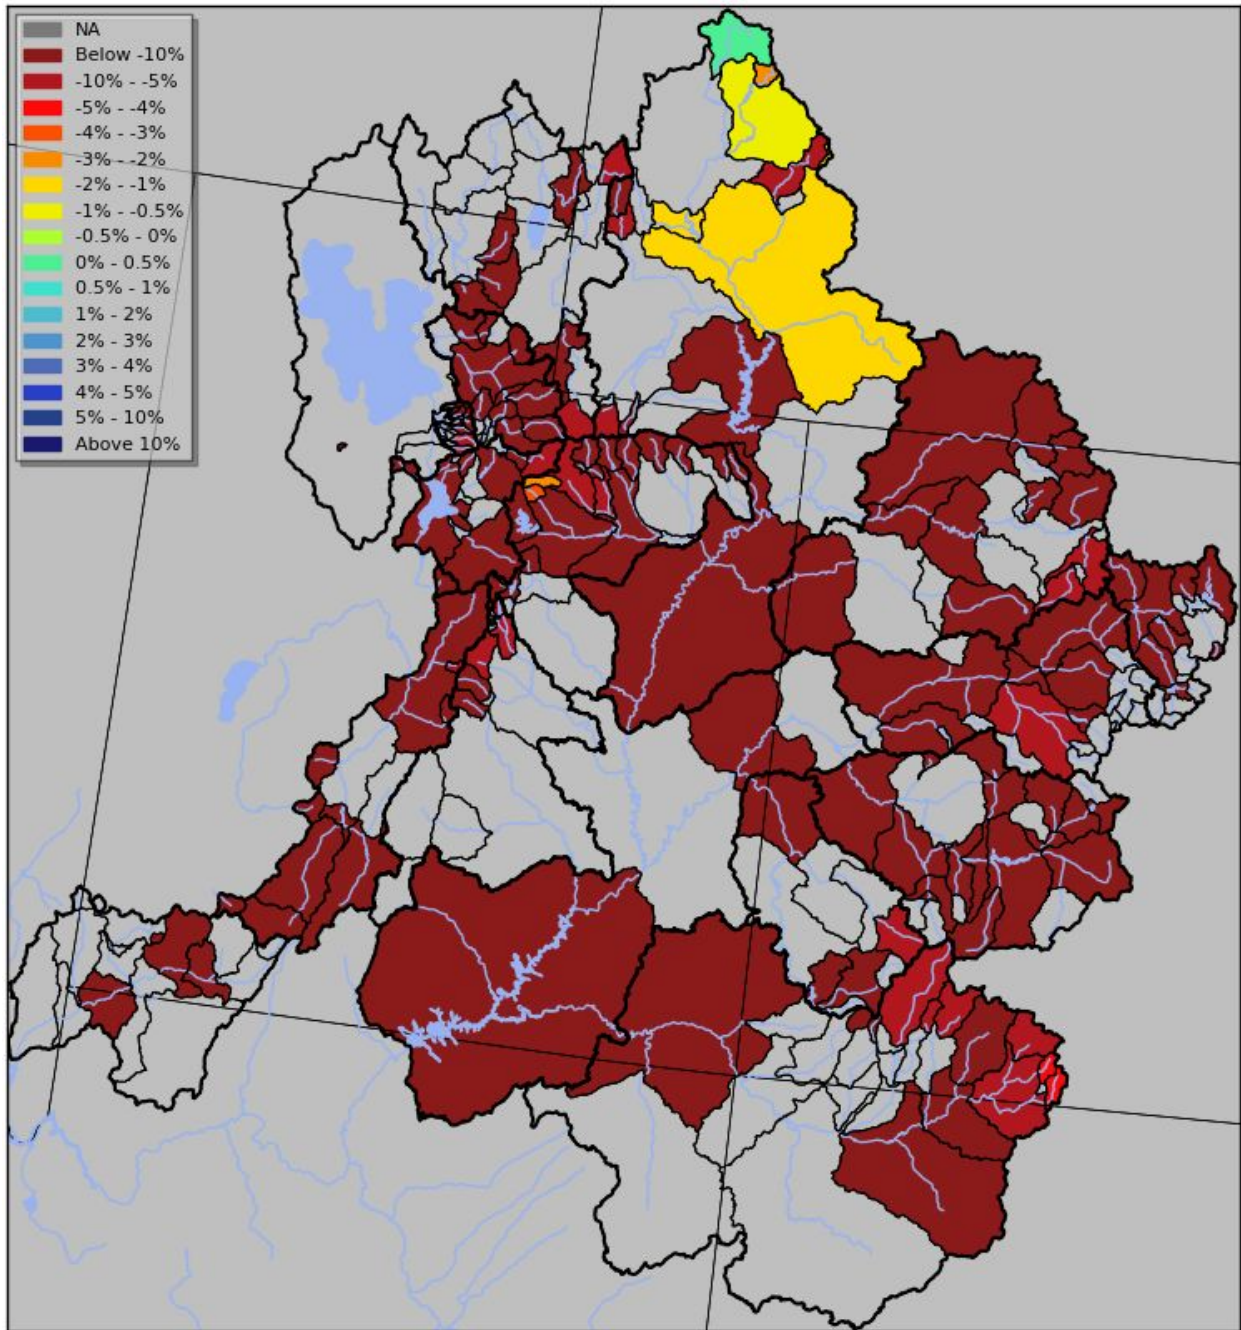 NA
Below -10%
-10% - -5%
-5% - -4%
-4% - -3%
-3% - -2%
-2% - -1%
-1% - -0.5%
-0.5% - 0%
0% - 0.5%
0.5% - 1%
1% - 2%
2% - 3%
3% - 4%
4% - 5%
5% - 10%
Above 10%